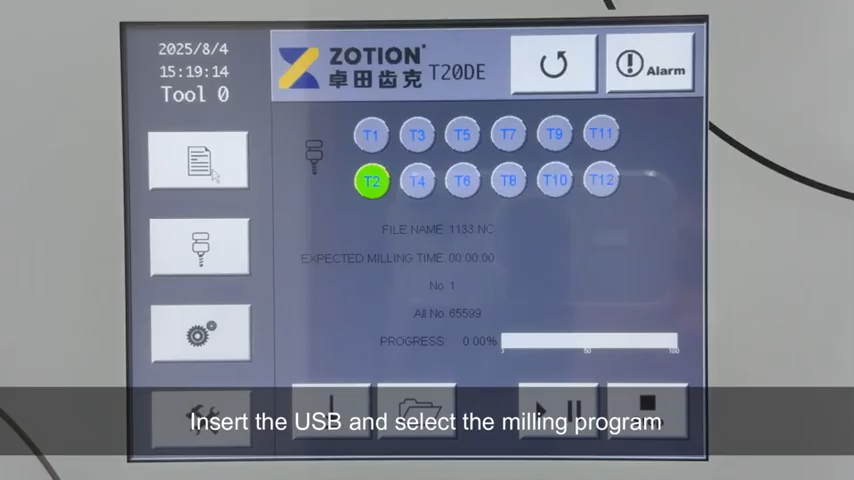 2025/8/4
15:19:14
Tool 0
ZOTION
卓田齿克
T20DE
Alarm
T1 T3 T5 T7 T9 T11
T2 T4 T6 T8 T10 T12
FILE NAME 1133.NC
EXPECTED MILLING TIME 00:00:00
No. 1
All No. 65599
PROGRESS 0.00%
50 100
Insert the USB and select the milling program